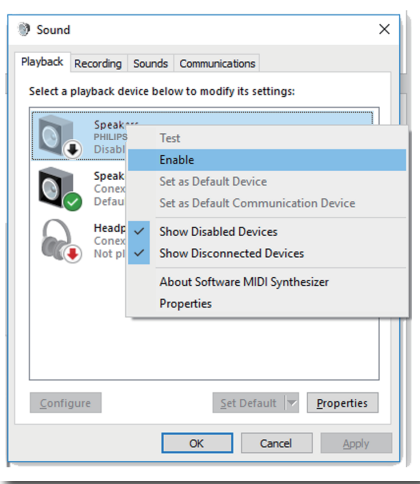 Sound
Playback Recording Sounds Communications
Select a playback device below to modify its settings:
PHILIPS
Test
Enable
Set as Default Device
Set as Default Communication Device
Show Disabled Devices
Show Disconnected Devices
About Software MIDI Synthesizer
Properties
Configure Set Default Properties
OK Cancel Apply